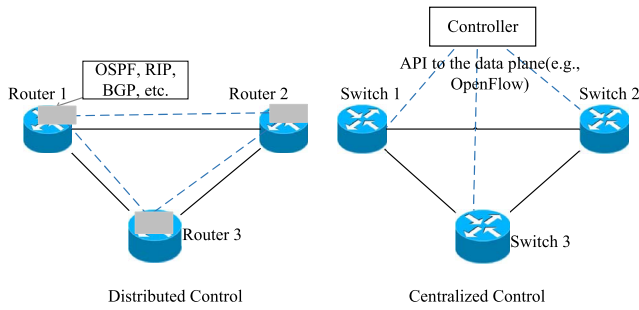 Controller
OSPF, RIP,
BGP, etc.
API to the data plane(e.g.,
OpenFlow)
Router 1
Router 2
Switch 1
Switch 2
Router 3
Switch 3
Distributed Control
Centralized Control